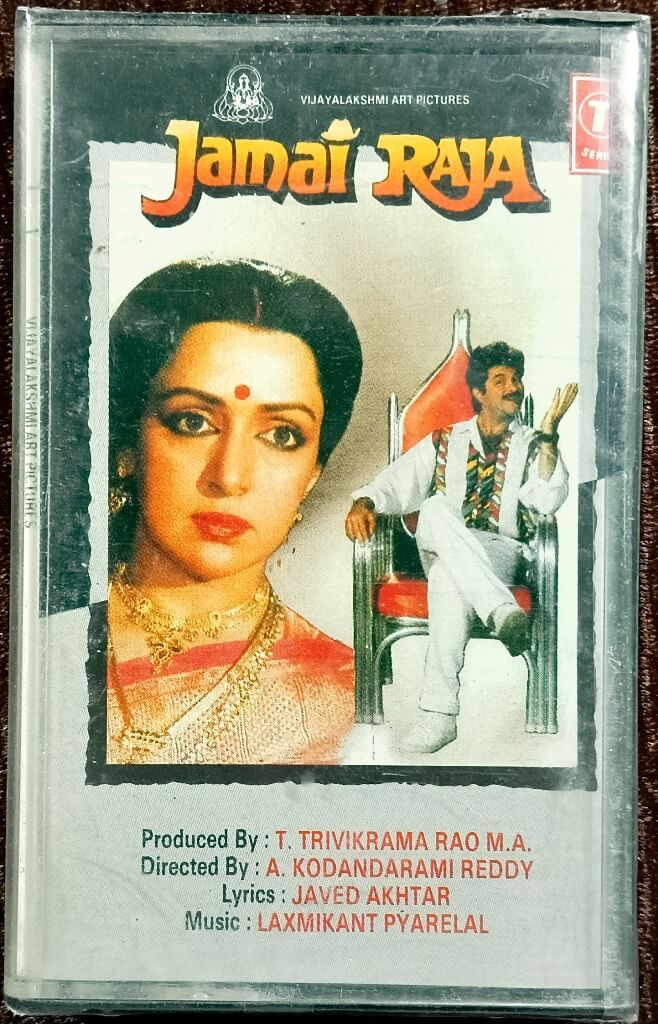 VIJAYALAKSHMI ART PICTURES
Jamai RAJA
T
SERI
VIJAYALAKSHMI ART PICTURES
Produced By : T. TRIVIKRAMA RAO M.A.
Directed By : A. KODANDARAMI REDDY
Lyrics : JAVED AKHTAR
Music : LAXMIKANT PYARELAL